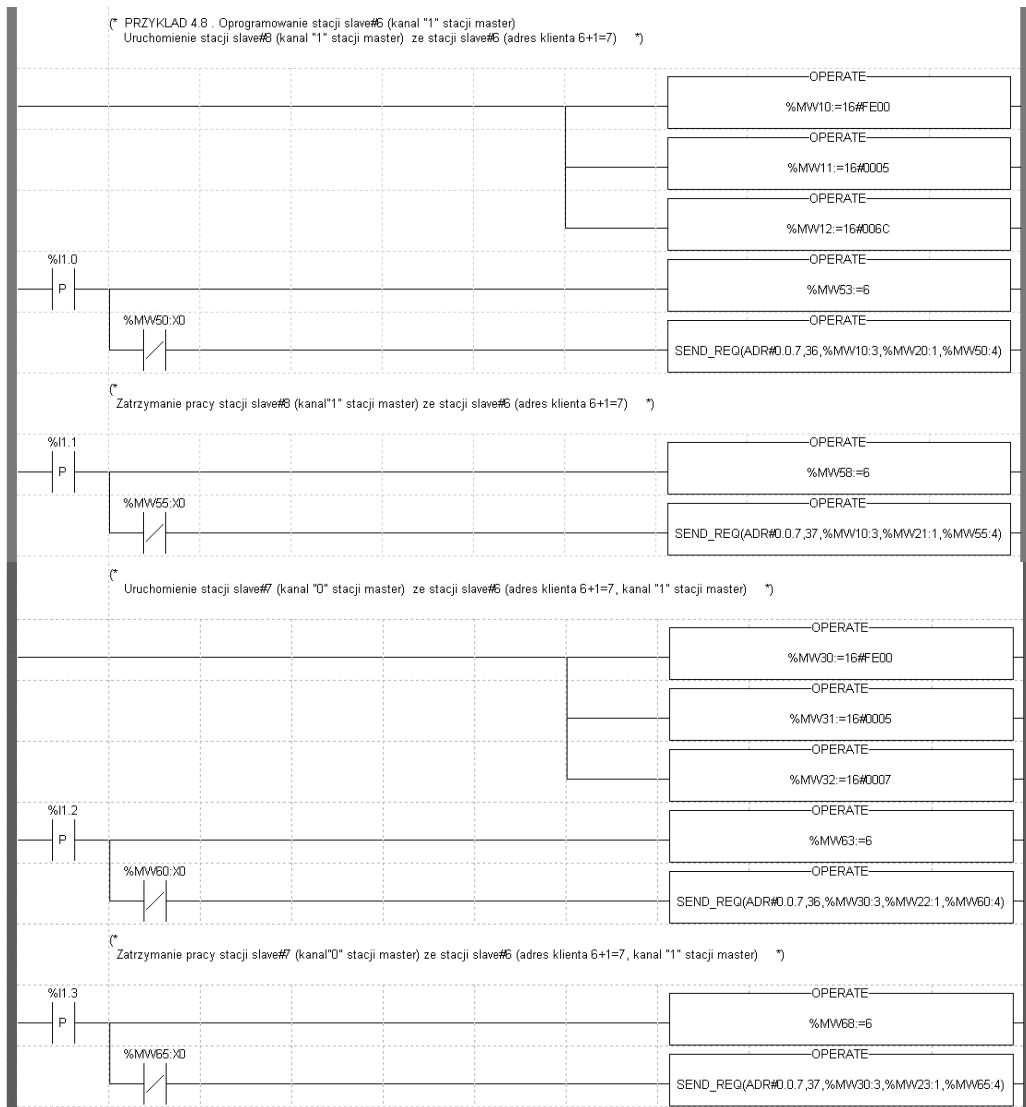 (* PRZYKLAD 4.8 . Oprogramowanie stacji slave#6 (kanal "1" stacji master)
Uruchomienie stacji slave#8 (kanal "1" stacji master) ze stacji slave#6 (adres klienta 6+1=7) *)
OPERATE
%MW10:=16#FE00
OPERATE
%MW11:=16#0005
OPERATE
%MW12:=16#006C
%I1.0
P
OPERATE
%MW53:=6
%MW50:X0
OPERATE
SEND_REQ(ADR#0.0.7,36,%MW10:3,%MW20:1,%MW50:4)
(*
Zatrzymanie pracy stacji slave#8 (kanal"1" stacji master) ze stacji slave#6 (adres klienta 6+1=7) *)
%I1.1
P
OPERATE
%MW58:=6
%MW55:X0
OPERATE
SEND_REQ(ADR#0.0.7,37,%MW10:3,%MW21:1,%MW55:4)
(*
Uruchomienie stacji slave#7 (kanal "0" stacji master) ze stacji slave#6 (adres klienta 6+1=7, kanal "1" stacji master) *)
OPERATE
%MW30:=16#FE00
OPERATE
%MW31:=16#0005
OPERATE
%MW32:=16#0007
%I1.2
P
OPERATE
%MW63:=6
%MW60:X0
OPERATE
SEND_REQ(ADR#0.0.7,36,%MW30:3,%MW22:1,%MW60:4)
(*
Zatrzymanie pracy stacji slave#7 (kanal"0" stacji master) ze stacji slave#6 (adres klienta 6+1=7, kanal "1" stacji master) *)
%I1.3
P
OPERATE
%MW68:=6
%MW65:X0
OPERATE
SEND_REQ(ADR#0.0.7,37,%MW30:3,%MW23:1,%MW65:4)